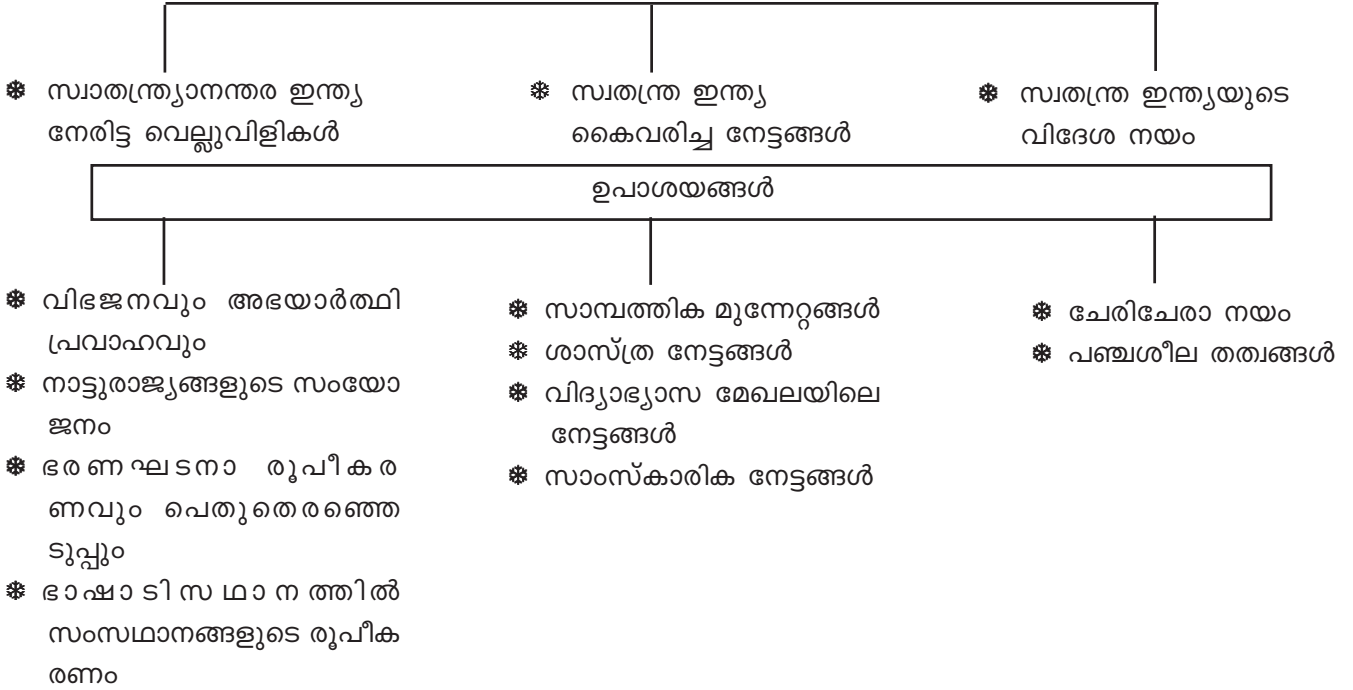 ❄ സ്വാതന്ത്ര്യാനന്തര ഇന്ത്യ
നേരിട്ട വെല്ലുവിളികൾ
❄ സ്വതന്ത്ര ഇന്ത്യ
കൈവരിച്ച നേട്ടങ്ങൾ
❄ സ്വതന്ത്ര ഇന്ത്യയുടെ
വിദേശ നയം
ഉപാശയങ്ങൾ
❄ വിഭജനവും അഭയാർത്ഥി
പ്രവാഹവും
❄ നാട്ടുരാജ്യങ്ങളുടെ സംയോ
ജനം
❄ ഭരണഘടനാ രൂപീകര
ണവും പെതുതെരഞ്ഞെ
ടുപ്പും
❄ ഭാഷാടിസഥാനത്തിൽ
സംസഥാനങ്ങളുടെ രൂപീക
രണം
❄ സാമ്പത്തിക മുന്നേറ്റങ്ങൾ
❄ ശാസ്ത്ര നേട്ടങ്ങൾ
❄ വിദ്യാഭ്യാസ മേഖലയിലെ
നേട്ടങ്ങൾ
❄ സാംസ്കാരിക നേട്ടങ്ങൾ
❄ ചേരിചേരാ നയം
❄ പഞ്ചശീല തത്വങ്ങൾ